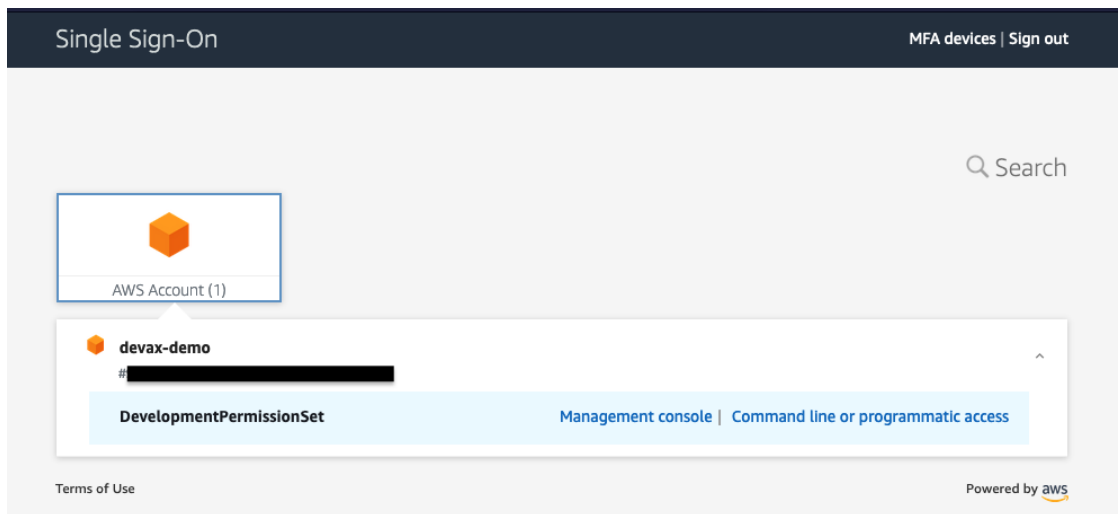 Single Sign-On
MFA devices | Sign out
Search
AWS Account (1)
devax-demo
#
DevelopmentPermissionSet
Management console | Command line or programmatic access
Terms of Use
Powered by aws